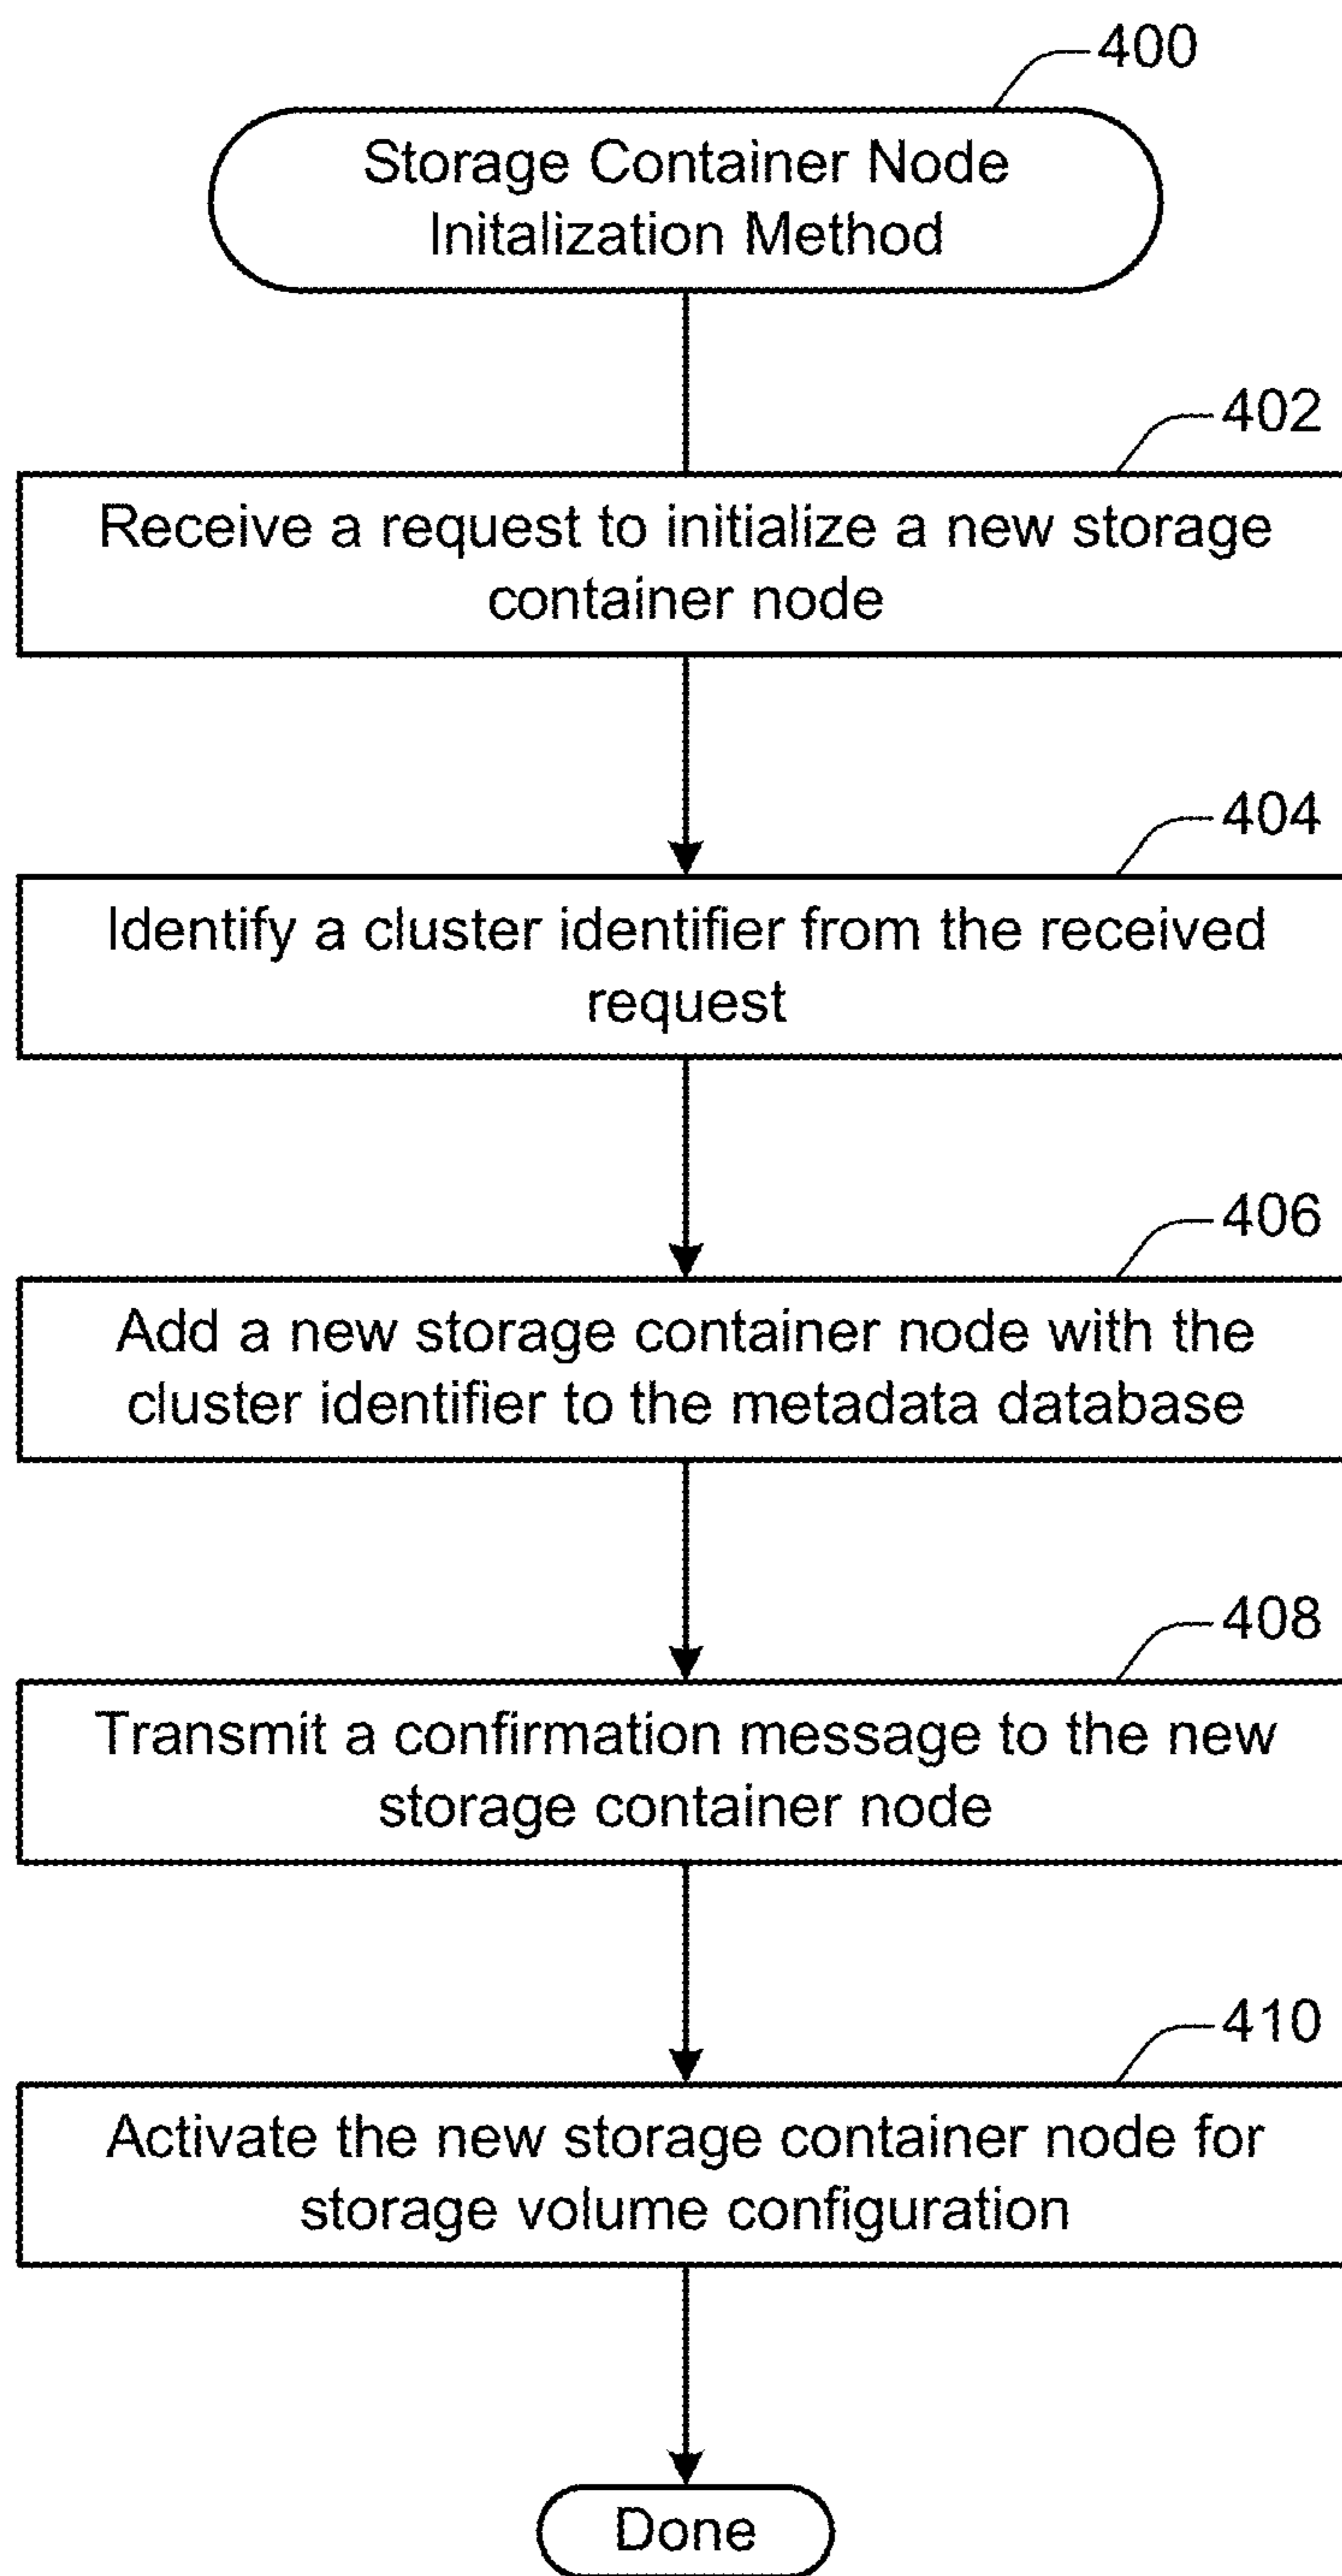 400
Storage Container Node
Initalization Method
402
Receive a request to initialize a new storage
container node
404
Identify a cluster identifier from the received
request
406
Add a new storage container node with the
cluster identifier to the metadata database
408
Transmit a confirmation message to the new
storage container node
410
Activate the new storage container node for
storage volume configuration
Done